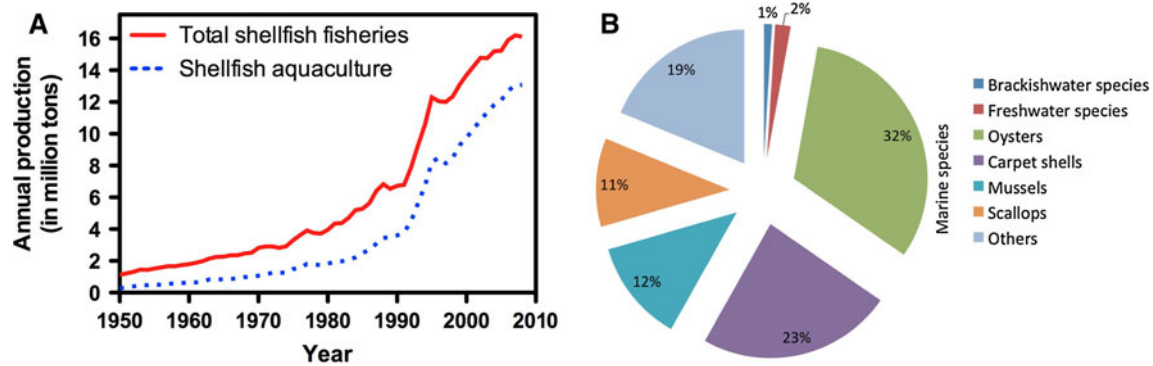 A
Total shellfish fisheries
Shellfish aquaculture
Annual production
(in million tons)
16
14
12
10
8
6
4
2
0
1950 1960 1970 1980 1990 2000 2010
Year
B
1%
2%
32%
23%
12%
11%
19%
Brackishwater species
Freshwater species
Oysters
Carpet shells
Mussels
Scallops
Others
Marine species